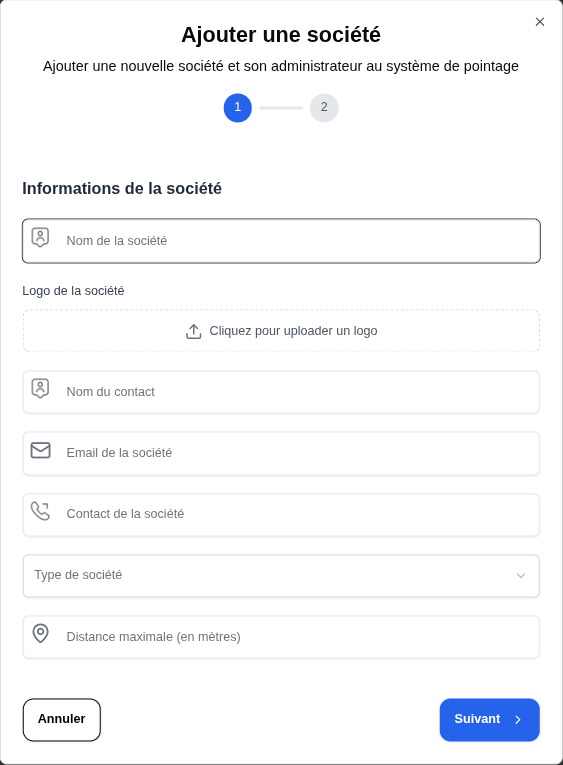 Ajouter une société
Ajouter une nouvelle société et son administrateur au système de pointage
1
2
Informations de la société
Nom de la société
Logo de la société
Cliquez pour uploader un logo
Nom du contact
Email de la société
Contact de la société
Type de société
Distance maximale (en mètres)
Annuler
Suivant